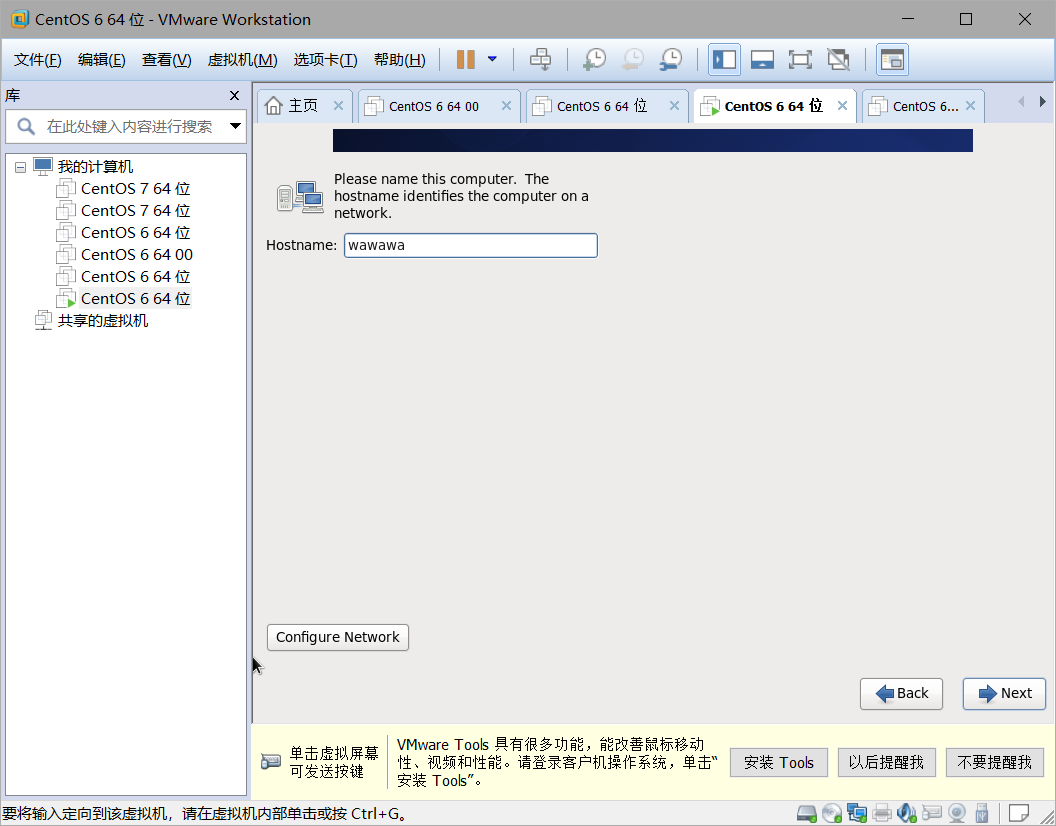 CentOS 6 64 位 - VMware Workstation
文件(F) 编辑(E) 查看(V) 虚拟机(M) 选项卡(T) 帮助(H)
库
在此处键入内容进行搜索
我的计算机
CentOS 7 64 位
CentOS 7 64 位
CentOS 6 64 位
CentOS 6 64 00
CentOS 6 64 位
CentOS 6 64 位
共享的虚拟机
主页 CentOS 6 64 00 CentOS 6 64 位 CentOS 6 64 位 CentOS 6...
Please name this computer. The
hostname identifies the computer on a
network.
Hostname: wawawa
Configure Network
Back Next
单击虚拟屏幕
可发送按键
VMware Tools 具有很多功能，能改善鼠标移动
性、视频和性能。请登录客户机操作系统，单击“
安装 Tools”。
安装 Tools 以后提醒我 不要提醒我
要将输入定向到该虚拟机，请在虚拟机内部单击或按 Ctrl+G。